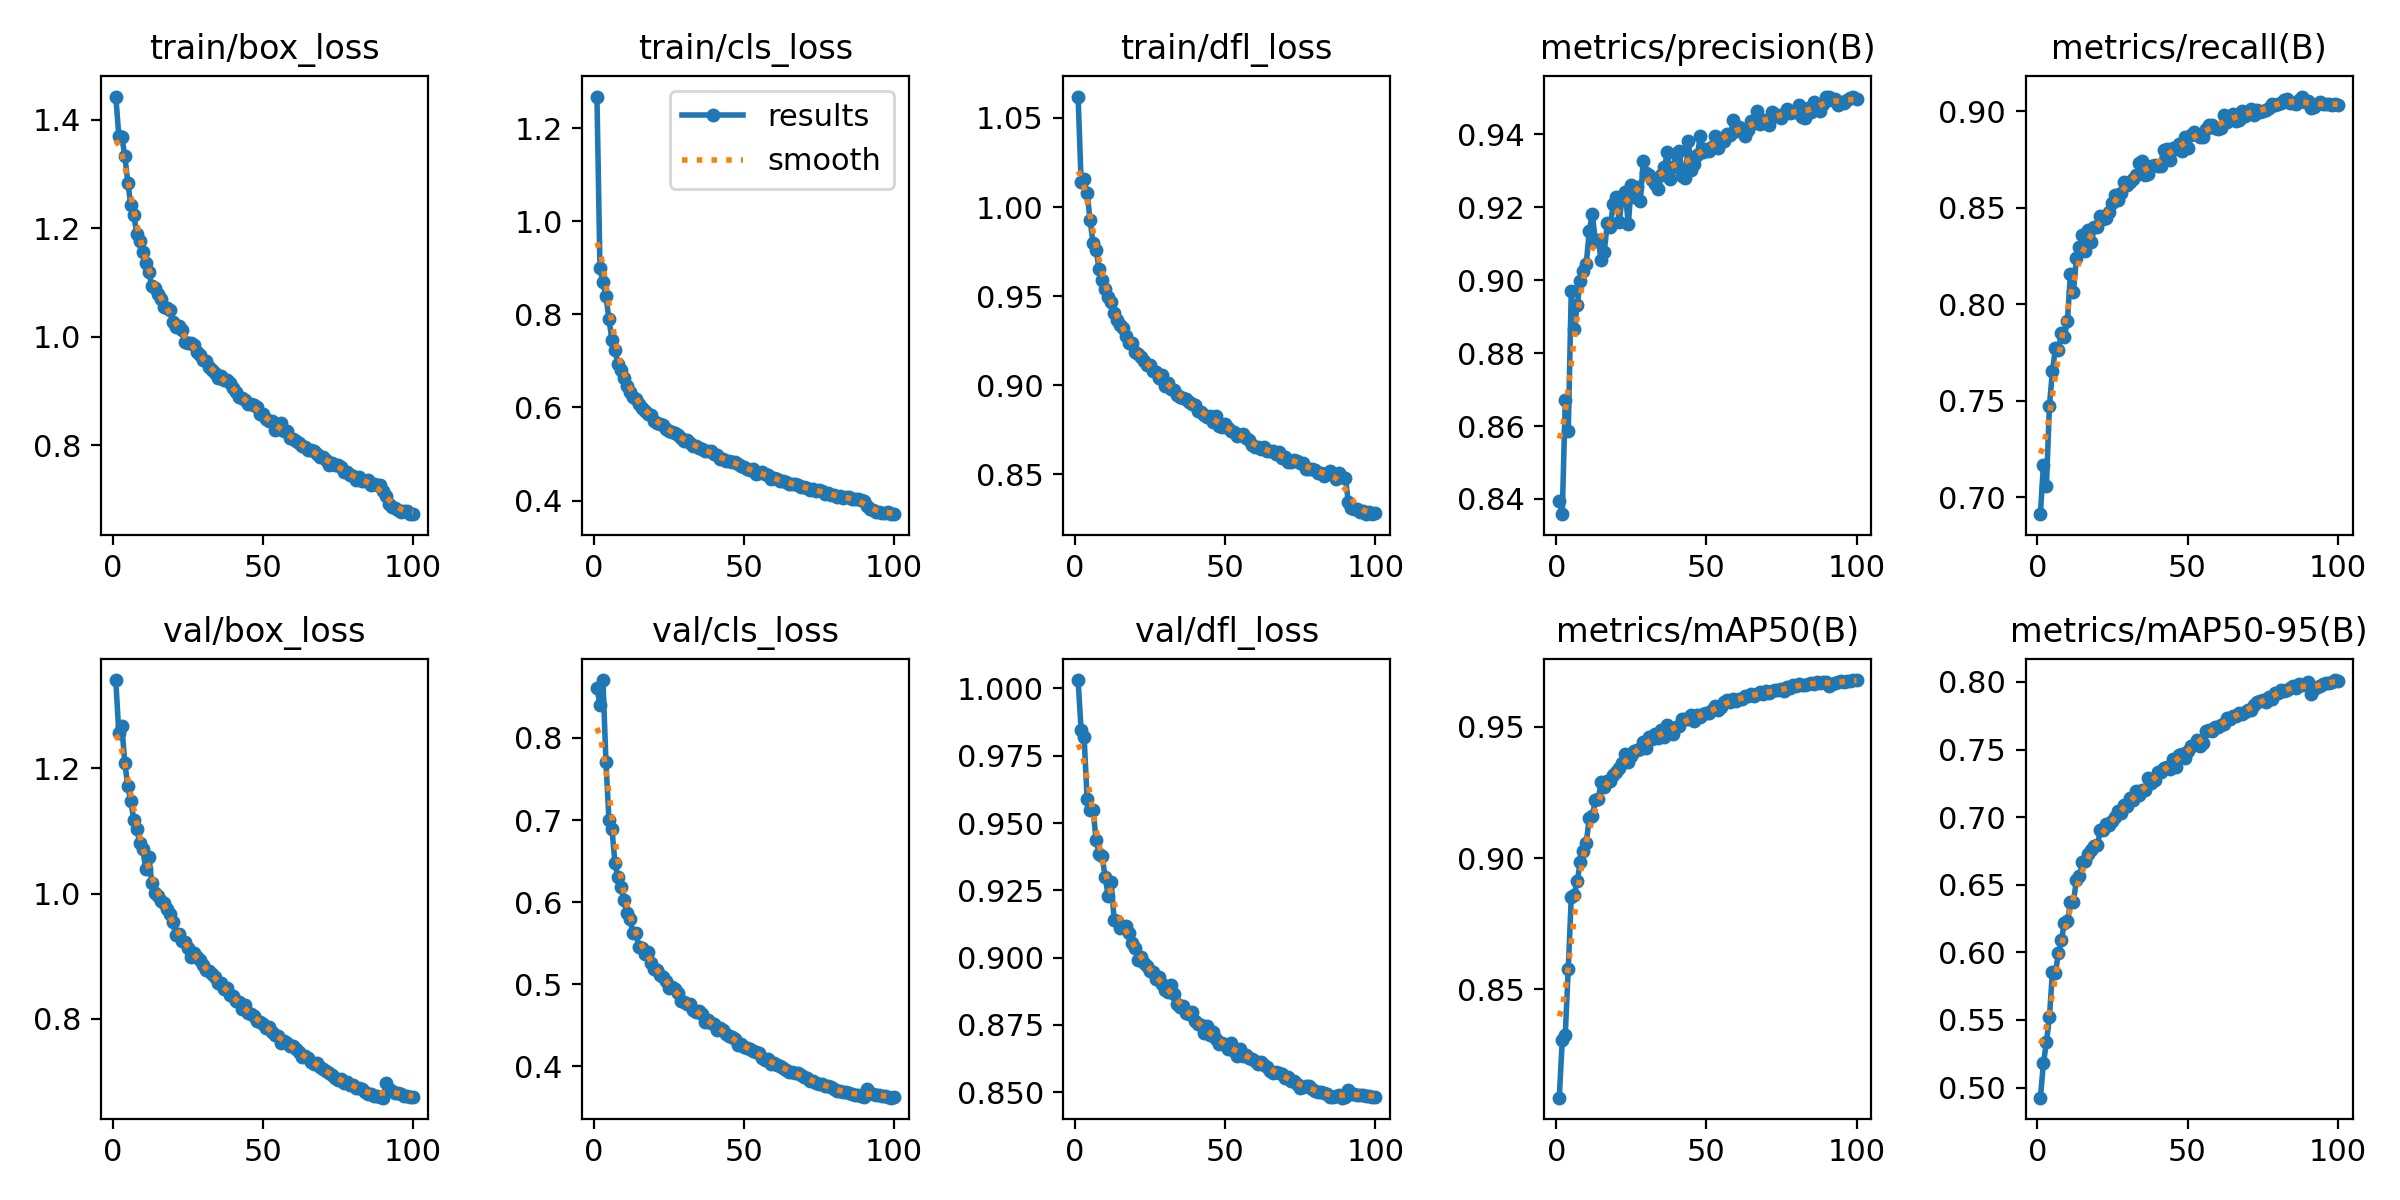 train/box_loss
1.4
1.2
1.0
0.8
0 50 100
train/cls_loss
results
smooth
1.2
1.0
0.8
0.6
0.4
0 50 100
train/dfl_loss
1.05
1.00
0.95
0.90
0.85
0 50 100
metrics/precision(B)
0.94
0.92
0.90
0.88
0.86
0.84
0 50 100
metrics/recall(B)
0.90
0.85
0.80
0.75
0.70
0 50 100
val/box_loss
1.2
1.0
0.8
0 50 100
val/cls_loss
0.8
0.7
0.6
0.5
0.4
0 50 100
val/dfl_loss
1.000
0.975
0.950
0.925
0.900
0.875
0.850
0 50 100
metrics/mAP50(B)
0.95
0.90
0.85
0 50 100
metrics/mAP50-95(B)
0.80
0.75
0.70
0.65
0.60
0.55
0.50
0 50 100